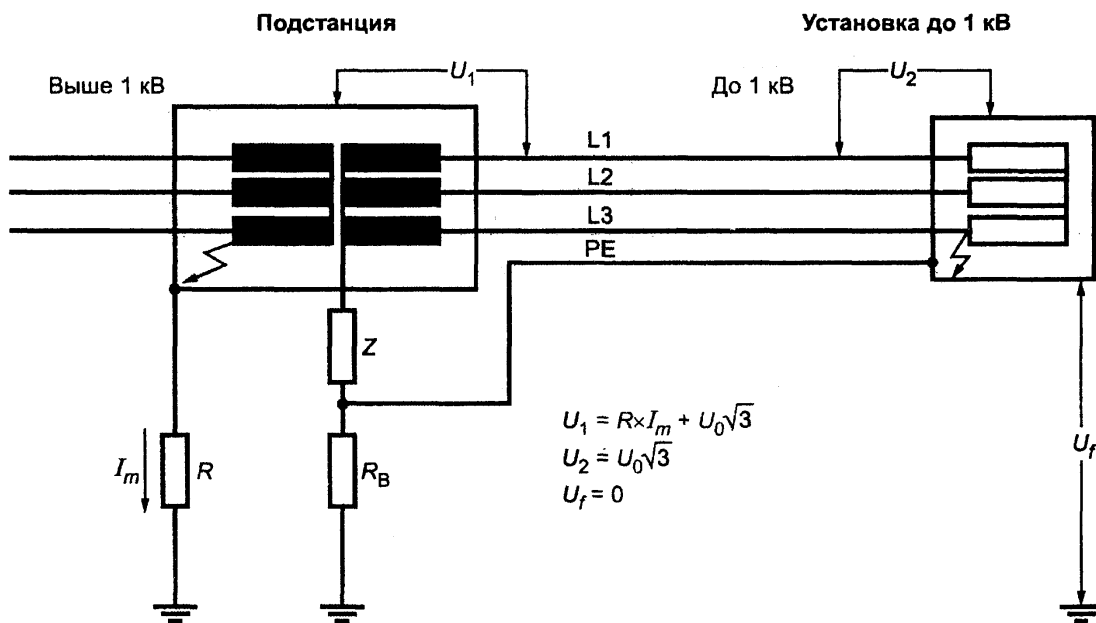 Подстанция
Установка до 1 кВ
Выше 1 кВ
U1
До 1 кВ
U2
L1
L2
L3
PE
Z
U1 = R×Im + U0√3
U2 = U0√3
Uf = 0
Im
R
RB
Uf